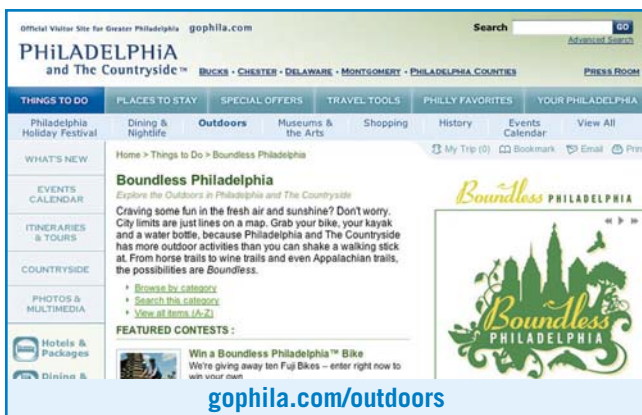 Official Visitor Site for Greater Philadelphia gophila.com
Search GO
Advanced Search
PHiLADELPHiA
and The Countryside™
BUCKS • CHESTER • DELAWARE • MONTGOMERY • PHILADELPHIA COUNTIES
PRESS ROOM
THINGS TO DO PLACES TO STAY SPECIAL OFFERS TRAVEL TOOLS PHILLY FAVORITES YOUR PHILADELPHIA
Philadelphia Holiday Festival Dining & Nightlife Outdoors Museums & the Arts Shopping History Events Calendar View All
WHAT'S NEW
EVENTS
CALENDAR
ITINERARIES
& TOURS
COUNTRYSIDE
PHOTOS &
MULTIMEDIA
Hotels &
Packages
Dining &
Home > Things to Do > Boundless Philadelphia
My Trip (0) Bookmark Email Prin
Boundless Philadelphia
Explore the Outdoors in Philadelphia and The Countryside
Craving some fun in the fresh air and sunshine? Don't worry.
City limits are just lines on a map. Grab your bike, your kayak
and a water bottle, because Philadelphia and The Countryside
has more outdoor activities than you can shake a walking stick
at. From horse trails to wine trails and even Appalachian trails,
the possibilities are Boundless.
Browse by category
Search this category
View all items (A-Z)
FEATURED CONTESTS :
Win a Boundless Philadelphia™ Bike
We're giving away ten Fuji Bikes – enter right now to
win your own
Boundless PHILADELPHIA
Boundless
PHILADELPHIA
gophila.com/outdoors